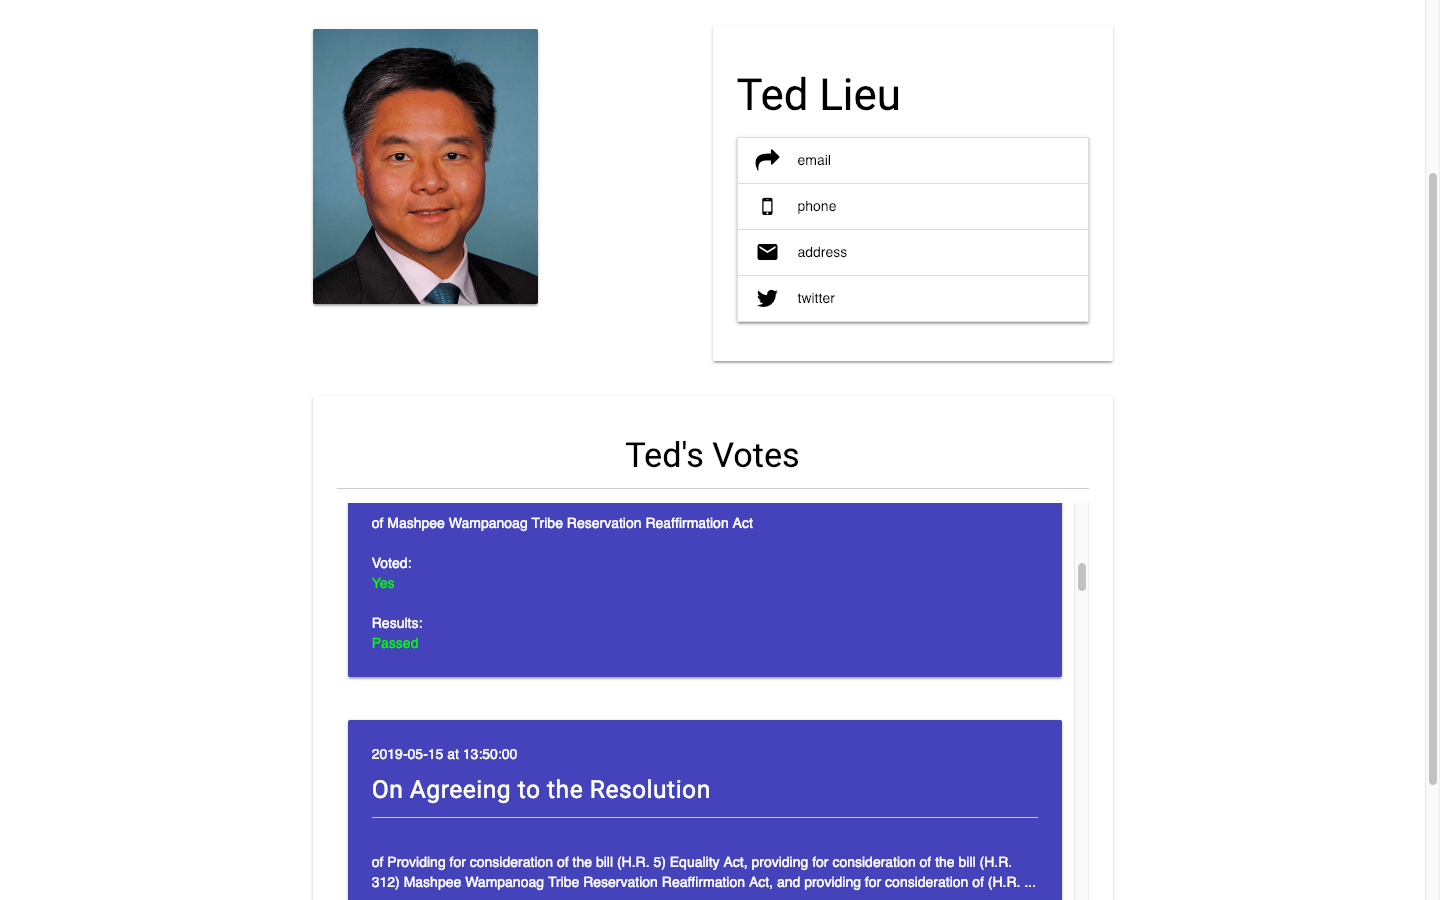 Ted Lieu
email
phone
address
twitter
Ted's Votes
of Mashpee Wampanoag Tribe Reservation Reaffirmation Act
Voted:
Yes
Results:
Passed
2019-05-15 at 13:50:00
On Agreeing to the Resolution
of Providing for consideration of the bill (H.R. 5) Equality Act, providing for consideration of the bill (H.R.
312) Mashpee Wampanoag Tribe Reservation Reaffirmation Act, and providing for consideration of (H.R. ...